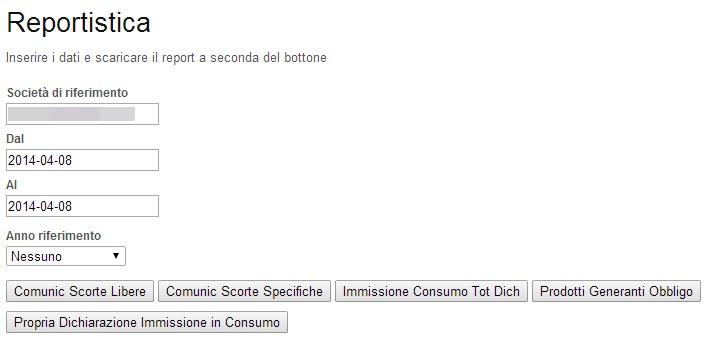 Reportistica
Inserire i dati e scaricare il report a seconda del bottone
Società di riferimento
Dal
2014-04-08
Al
2014-04-08
Anno riferimento
Nessuno
Comunic Scorte Libere Comunic Scorte Specifiche Immissione Consumo Tot Dich Prodotti Generanti Obbligo
Propria Dichiarazione Immissione in Consumo